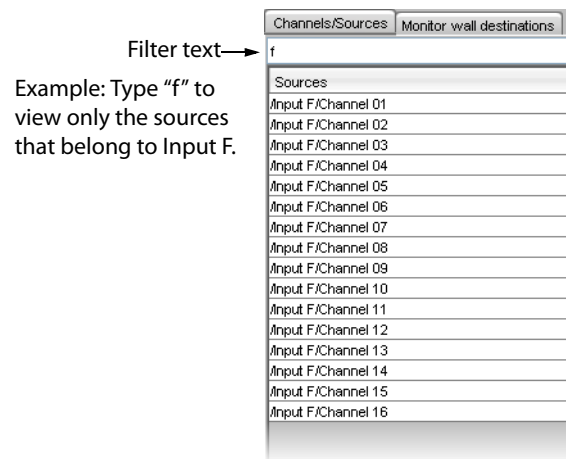 Channels/Sources Monitor wall destinations
Filter text
f
Example: Type “f” to
view only the sources
that belong to Input F.
Sources
/Input F/Channel 01
/Input F/Channel 02
/Input F/Channel 03
/Input F/Channel 04
/Input F/Channel 05
/Input F/Channel 06
/Input F/Channel 07
/Input F/Channel 08
/Input F/Channel 09
/Input F/Channel 10
/Input F/Channel 11
/Input F/Channel 12
/Input F/Channel 13
/Input F/Channel 14
/Input F/Channel 15
/Input F/Channel 16